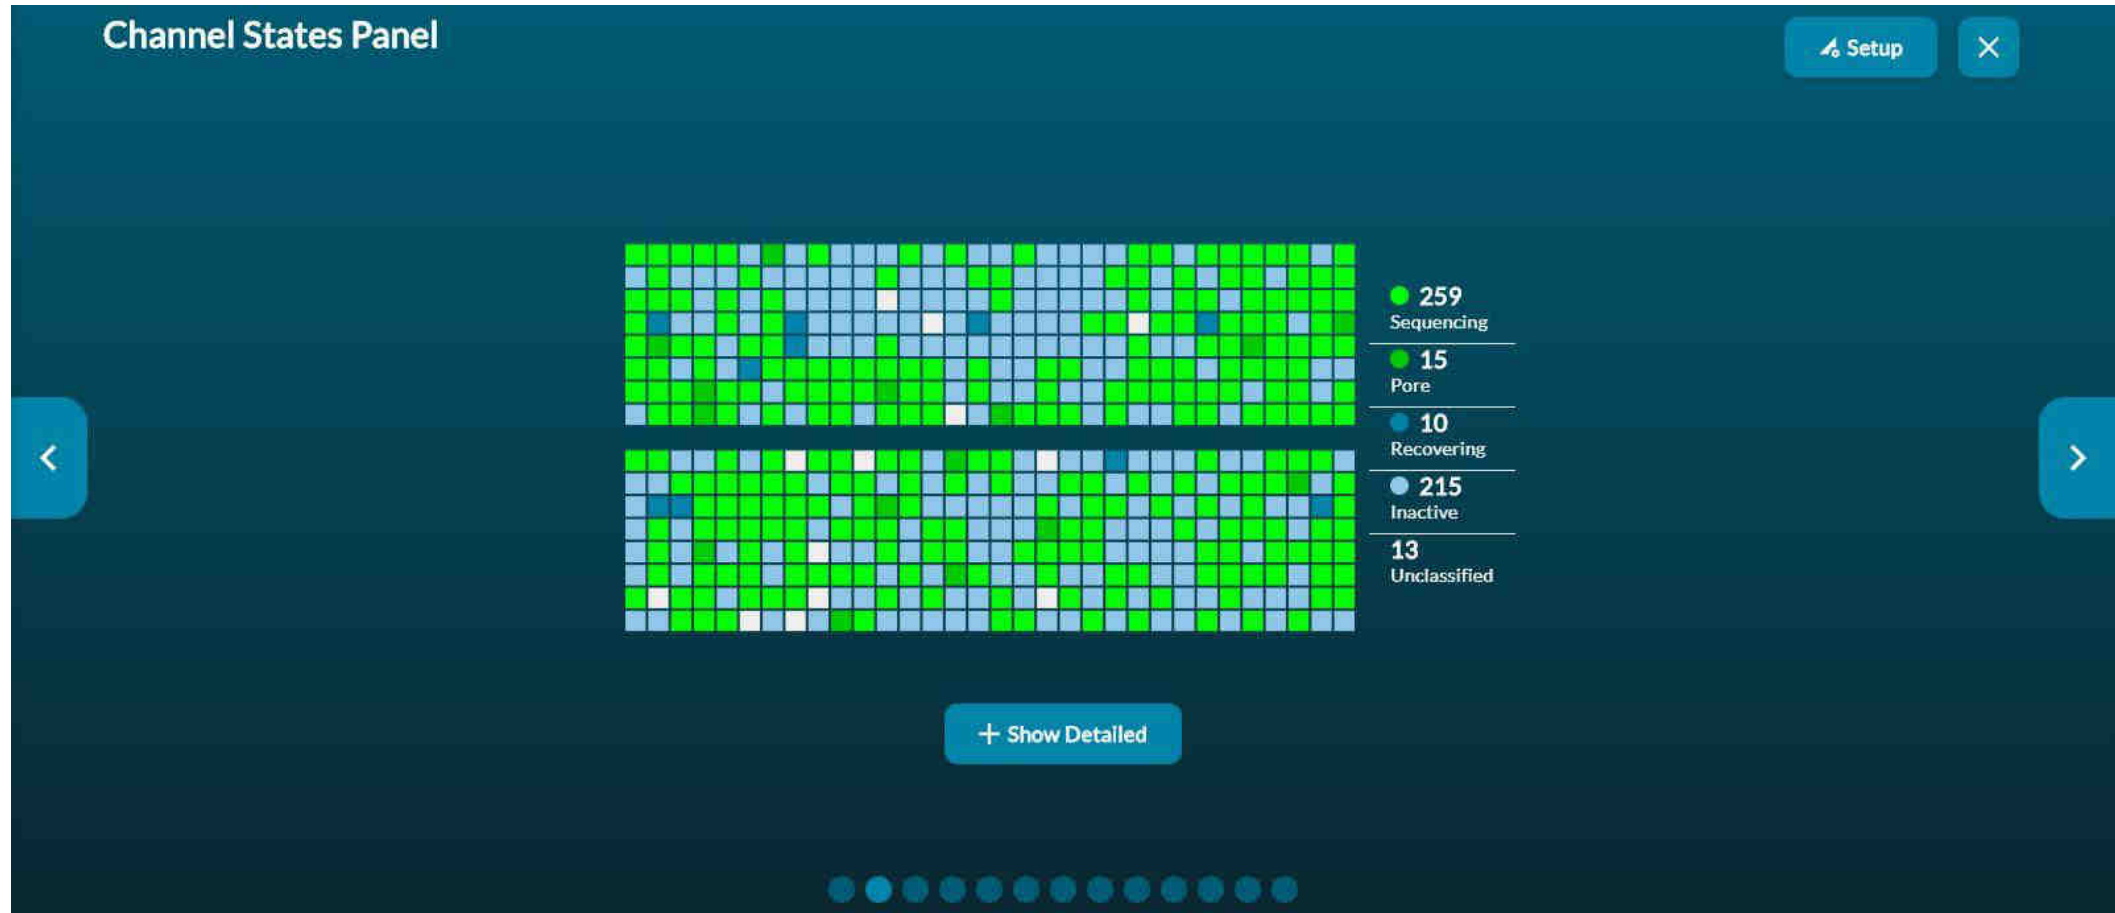 Channel States Panel
Setup
259
Sequencing
15
Pore
10
Recovering
215
Inactive
13
Unclassified
+ Show Detailed